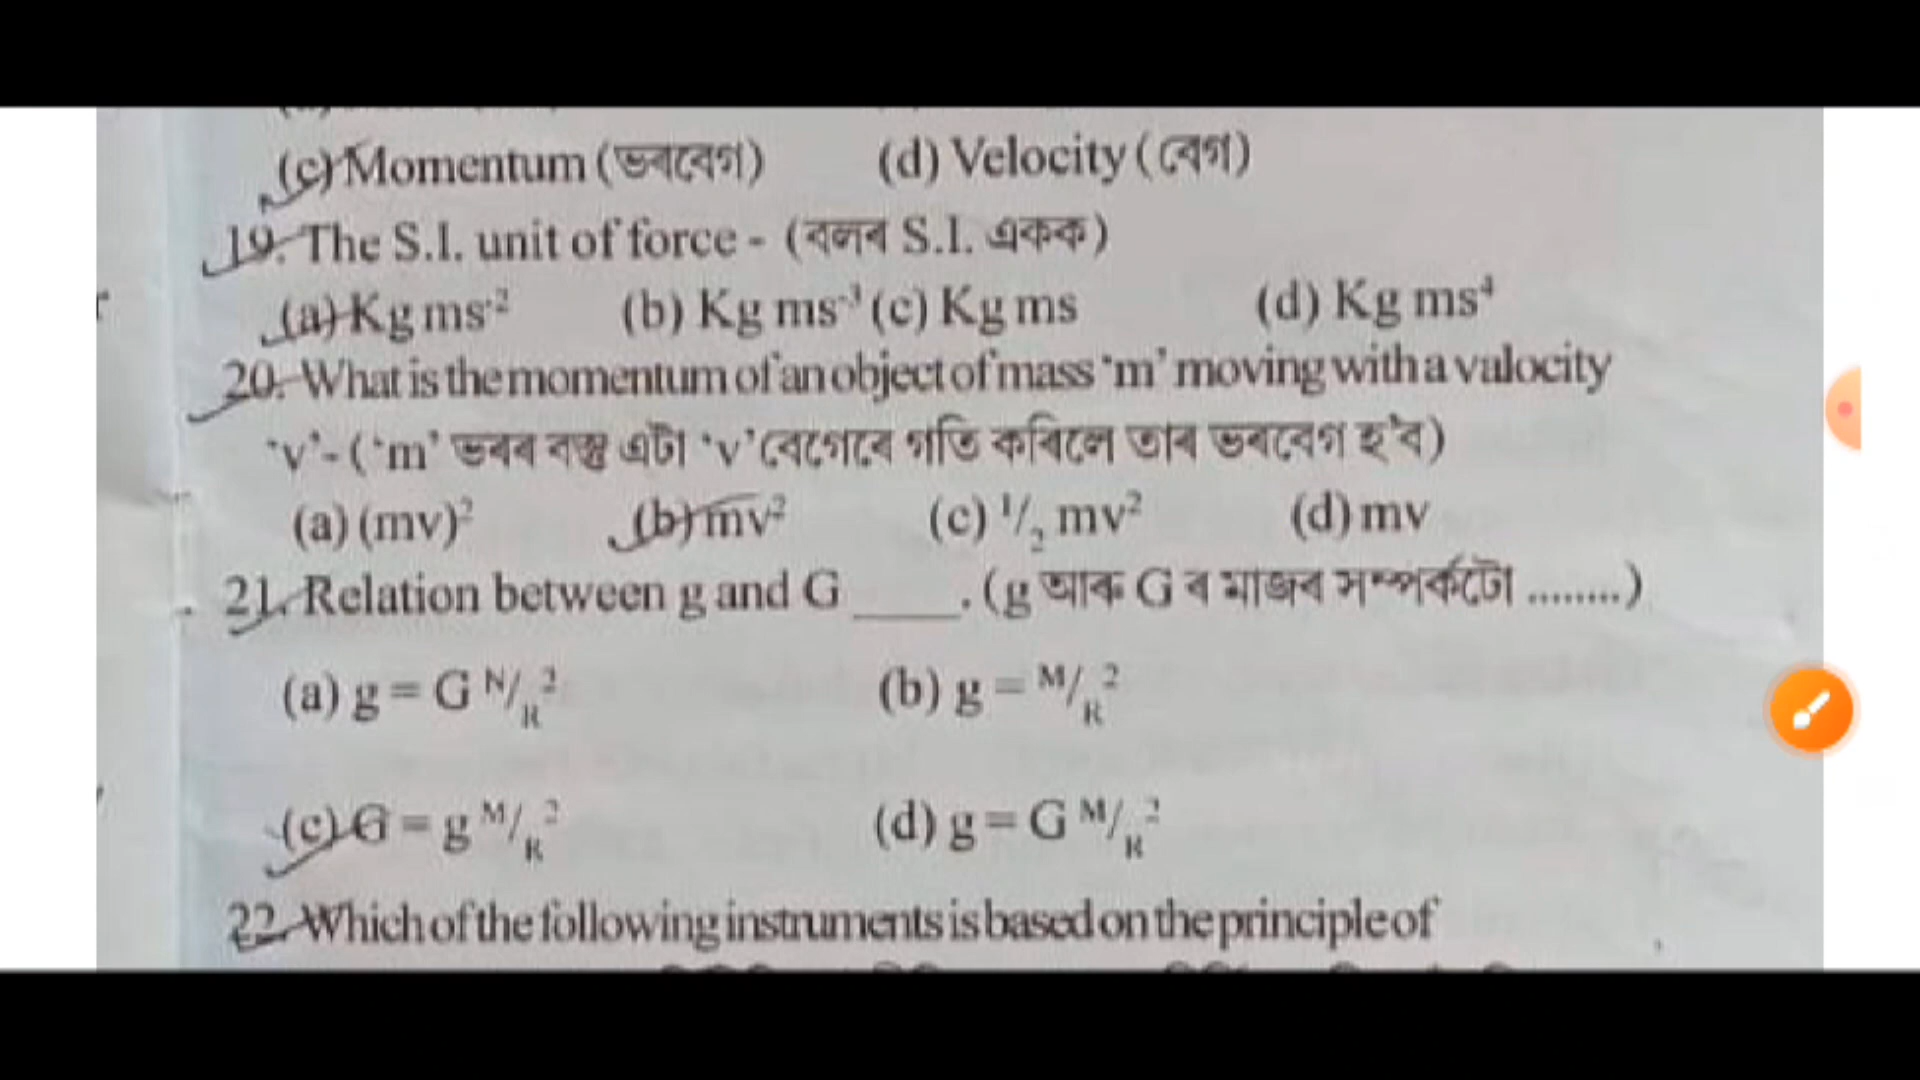 (c) Momentum (ভৰবেগ) (d) Velocity (বেগ)
19. The S.I. unit of force - (বলৰ S.I. একক)
(a) Kg ms⁻² (b) Kg ms⁻³ (c) Kg ms (d) Kg ms⁴
20. What is the momentum of an object of mass 'm' moving with a valocity
'v'- ('m' ভৰৰ বস্তু এটা 'v' বেগেৰে গতি কৰিলে তাৰ ভৰবেগ হ'ব)
(a) (mv)² (b) mv² (c) ¹/₂ mv² (d) mv
21. Relation between g and G ____. (g আৰু G ৰ মাজৰ সম্পৰ্কটো ........)
(a) g = G N/R² (b) g = M/R²
(c) G = g M/R² (d) g = G M/R²
22. Which of the following instruments is based on the principle of